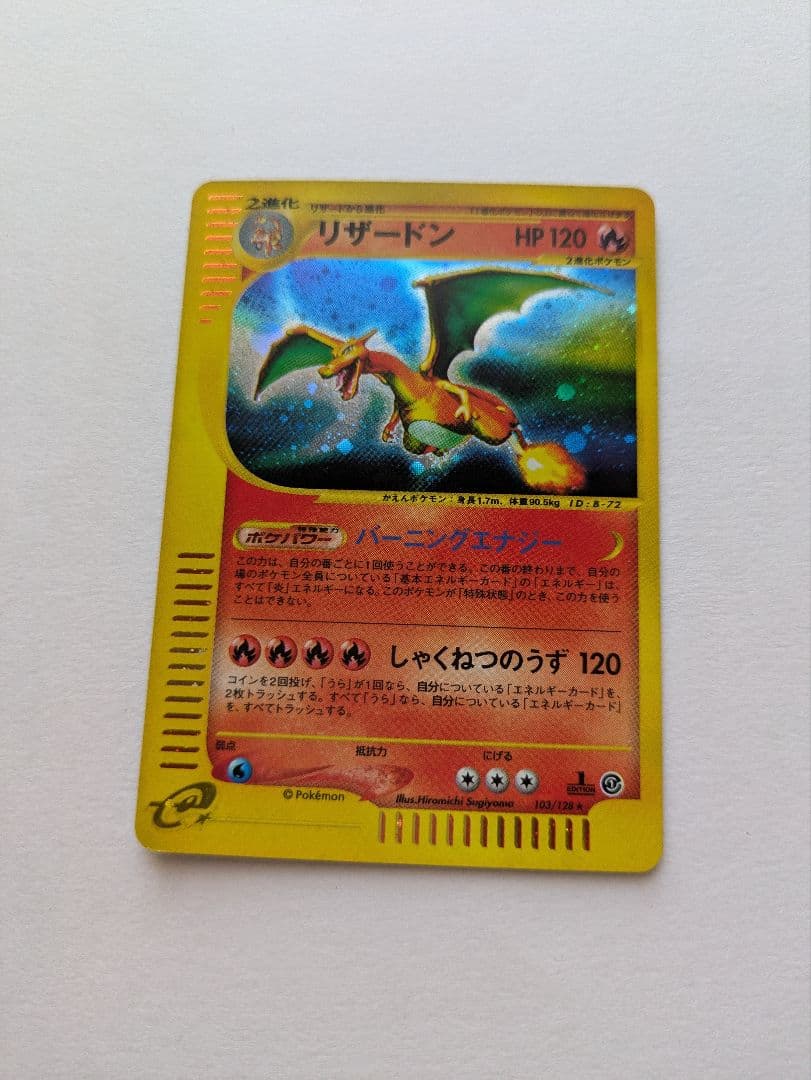 2進化
リザードから進化
リザードン HP120
2進化ポケモン
かえんポケモン：身長1.7m、体重90.5kg ID:B-72
特殊能力
ポケパワー バーニングエナジー
この力は、自分の番ごとに1回使うことができる。この番の終わりまで、自分の
場のポケモン全員についている「基本エネルギーカード」の「エネルギー」は、
すべて「炎」エネルギーになる。このポケモンが「特殊状態」のとき、この力を使う
ことはできない。
しゃくねつのうず 120
コインを2回投げ、「うら」が1回なら、自分についている「エネルギーカード」を、
2枚トラッシュする。すべて「うら」なら、自分についている「エネルギーカード」
を、すべてトラッシュする。
弱点 抵抗力 にげる
1
EDITION
© Pokémon Illus.Hiromichi Sugiyama 103/128 ★